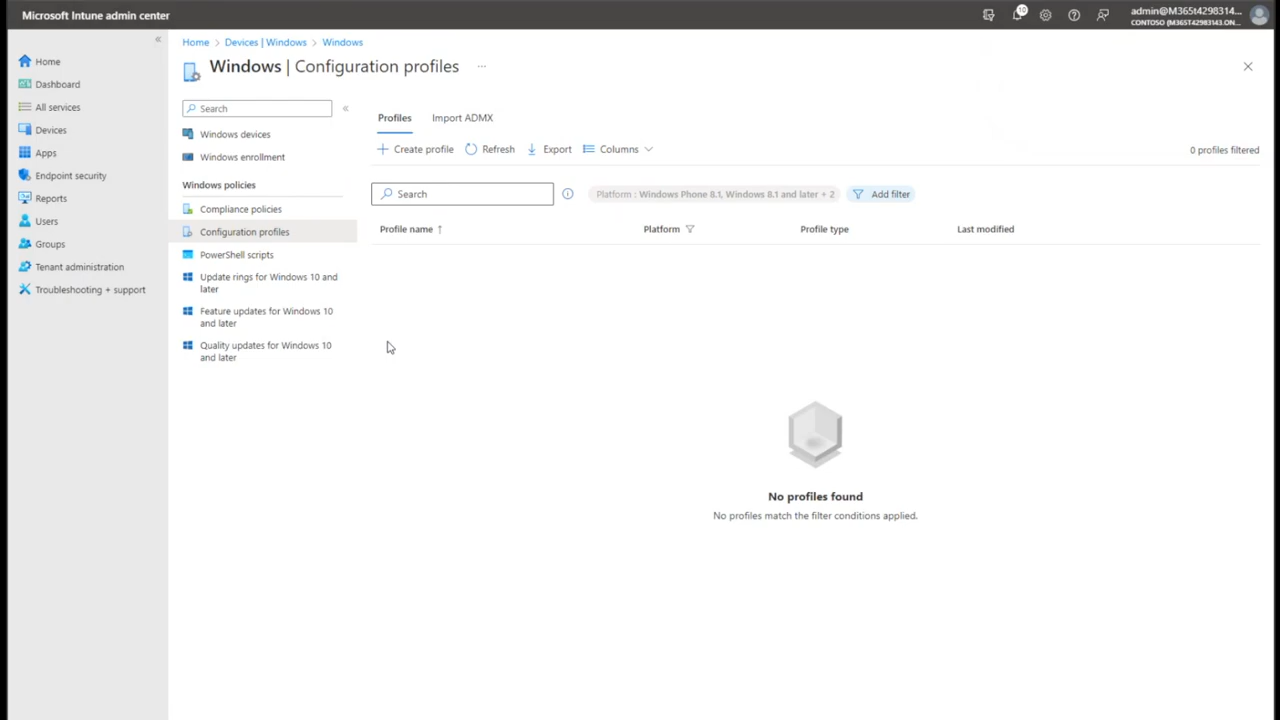 Microsoft Intune admin center
10
admin@M365t4298314...
CONTOSO (M365T4298143.ON...
«
Home > Devices | Windows > Windows
Windows | Configuration profiles ...
Home
Dashboard
All services
Devices
Apps
Endpoint security
Reports
Users
Groups
Tenant administration
Troubleshooting + support
Search
«
Windows devices
Windows enrollment
Windows policies
Compliance policies
Configuration profiles
PowerShell scripts
Update rings for Windows 10 and
later
Feature updates for Windows 10
and later
Quality updates for Windows 10
and later
Profiles
Import ADMX
Create profile
Refresh
Export
Columns
0 profiles filtered
Search
Platform : Windows Phone 8.1, Windows 8.1 and later + 2
Add filter
Profile name ↑
Platform
Profile type
Last modified
No profiles found
No profiles match the filter conditions applied.